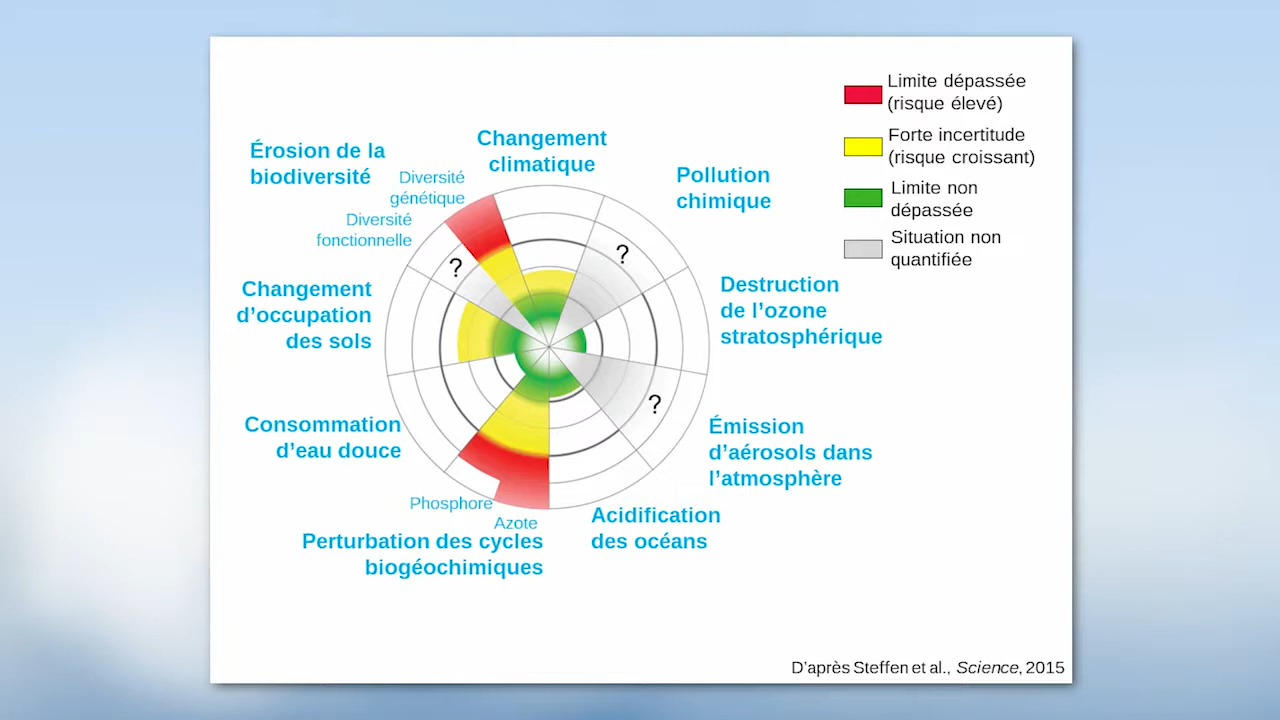 Limite dépassée
(risque élevé)
Forte incertitude
(risque croissant)
Limite non
dépassée
Situation non
quantifiée
Changement
climatique
Érosion de la
biodiversité
Diversité
génétique
Diversité
fonctionnelle
Pollution
chimique
?
?
Changement
d’occupation
des sols
Destruction
de l’ozone
stratosphérique
?
Consommation
d’eau douce
Émission
d’aérosols dans
l’atmosphère
Phosphore
Azote
Perturbation des cycles
biogéochimiques
Acidification
des océans
D’après Steffen et al., Science, 2015